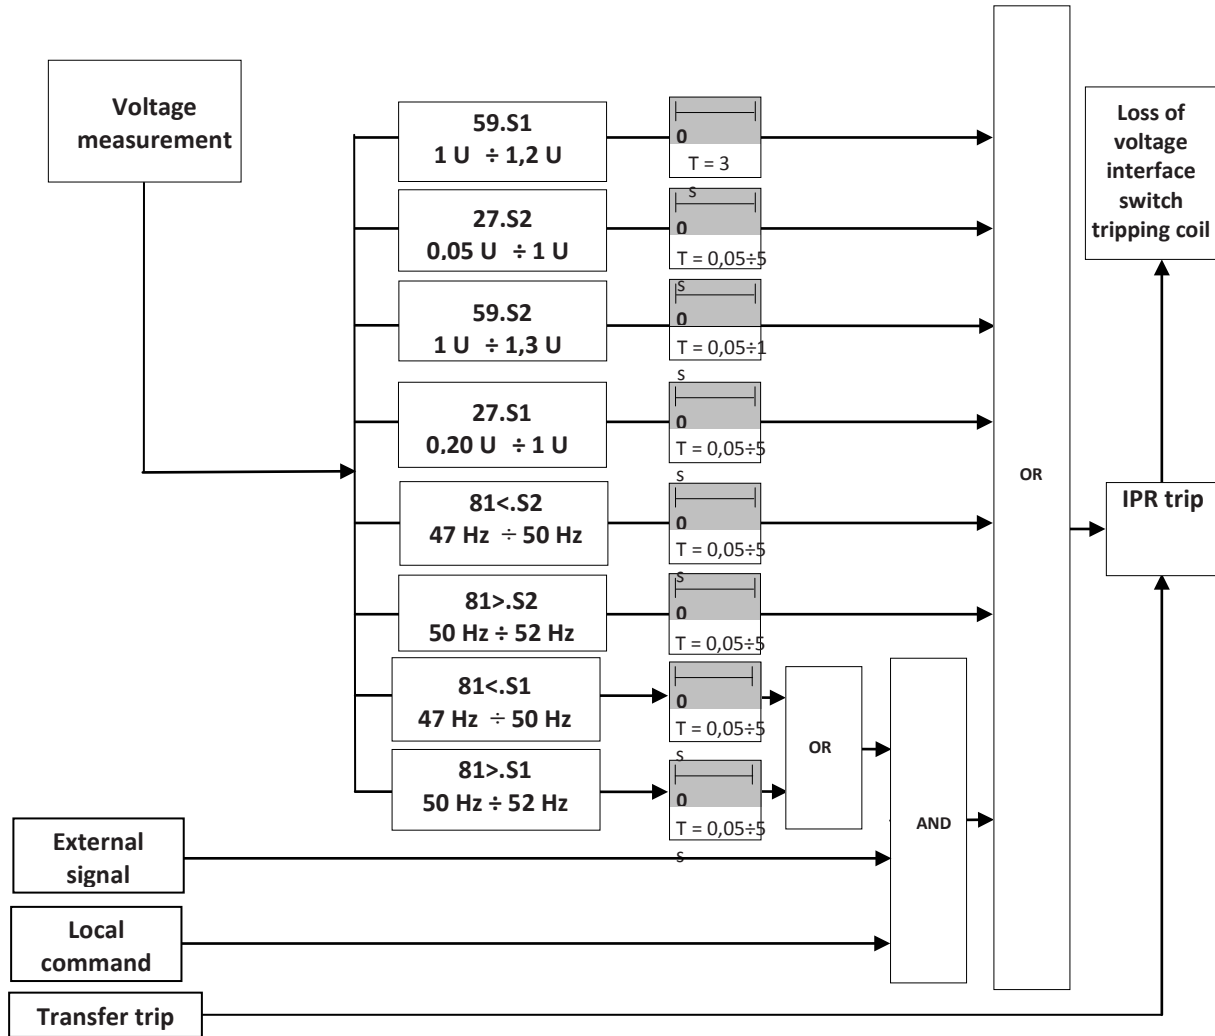 Voltage
measurement
59.S1
1 U ÷ 1,2 U
0
T = 3
s
27.S2
0,05 U ÷ 1 U
0
T = 0,05÷5
s
59.S2
1 U ÷ 1,3 U
0
T = 0,05÷1
s
27.S1
0,20 U ÷ 1 U
0
T = 0,05÷5
s
81<.S2
47 Hz ÷ 50 Hz
0
T = 0,05÷5
s
81>.S2
50 Hz ÷ 52 Hz
0
T = 0,05÷5
81<.S1
47 Hz ÷ 50 Hz
0
T = 0,05÷5
s
81>.S1
50 Hz ÷ 52 Hz
0
T = 0,05÷5
s
OR
AND
OR
IPR trip
Loss of
voltage
interface
switch
tripping coil
External
signal
Local
command
Transfer trip